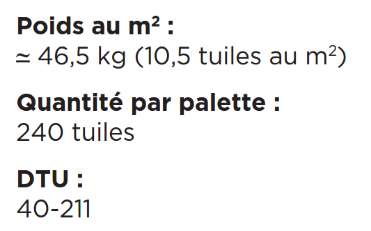 Poids au m² :
≃ 46,5 kg (10,5 tuiles au m²)
Quantité par palette :
240 tuiles
DTU :
40-211